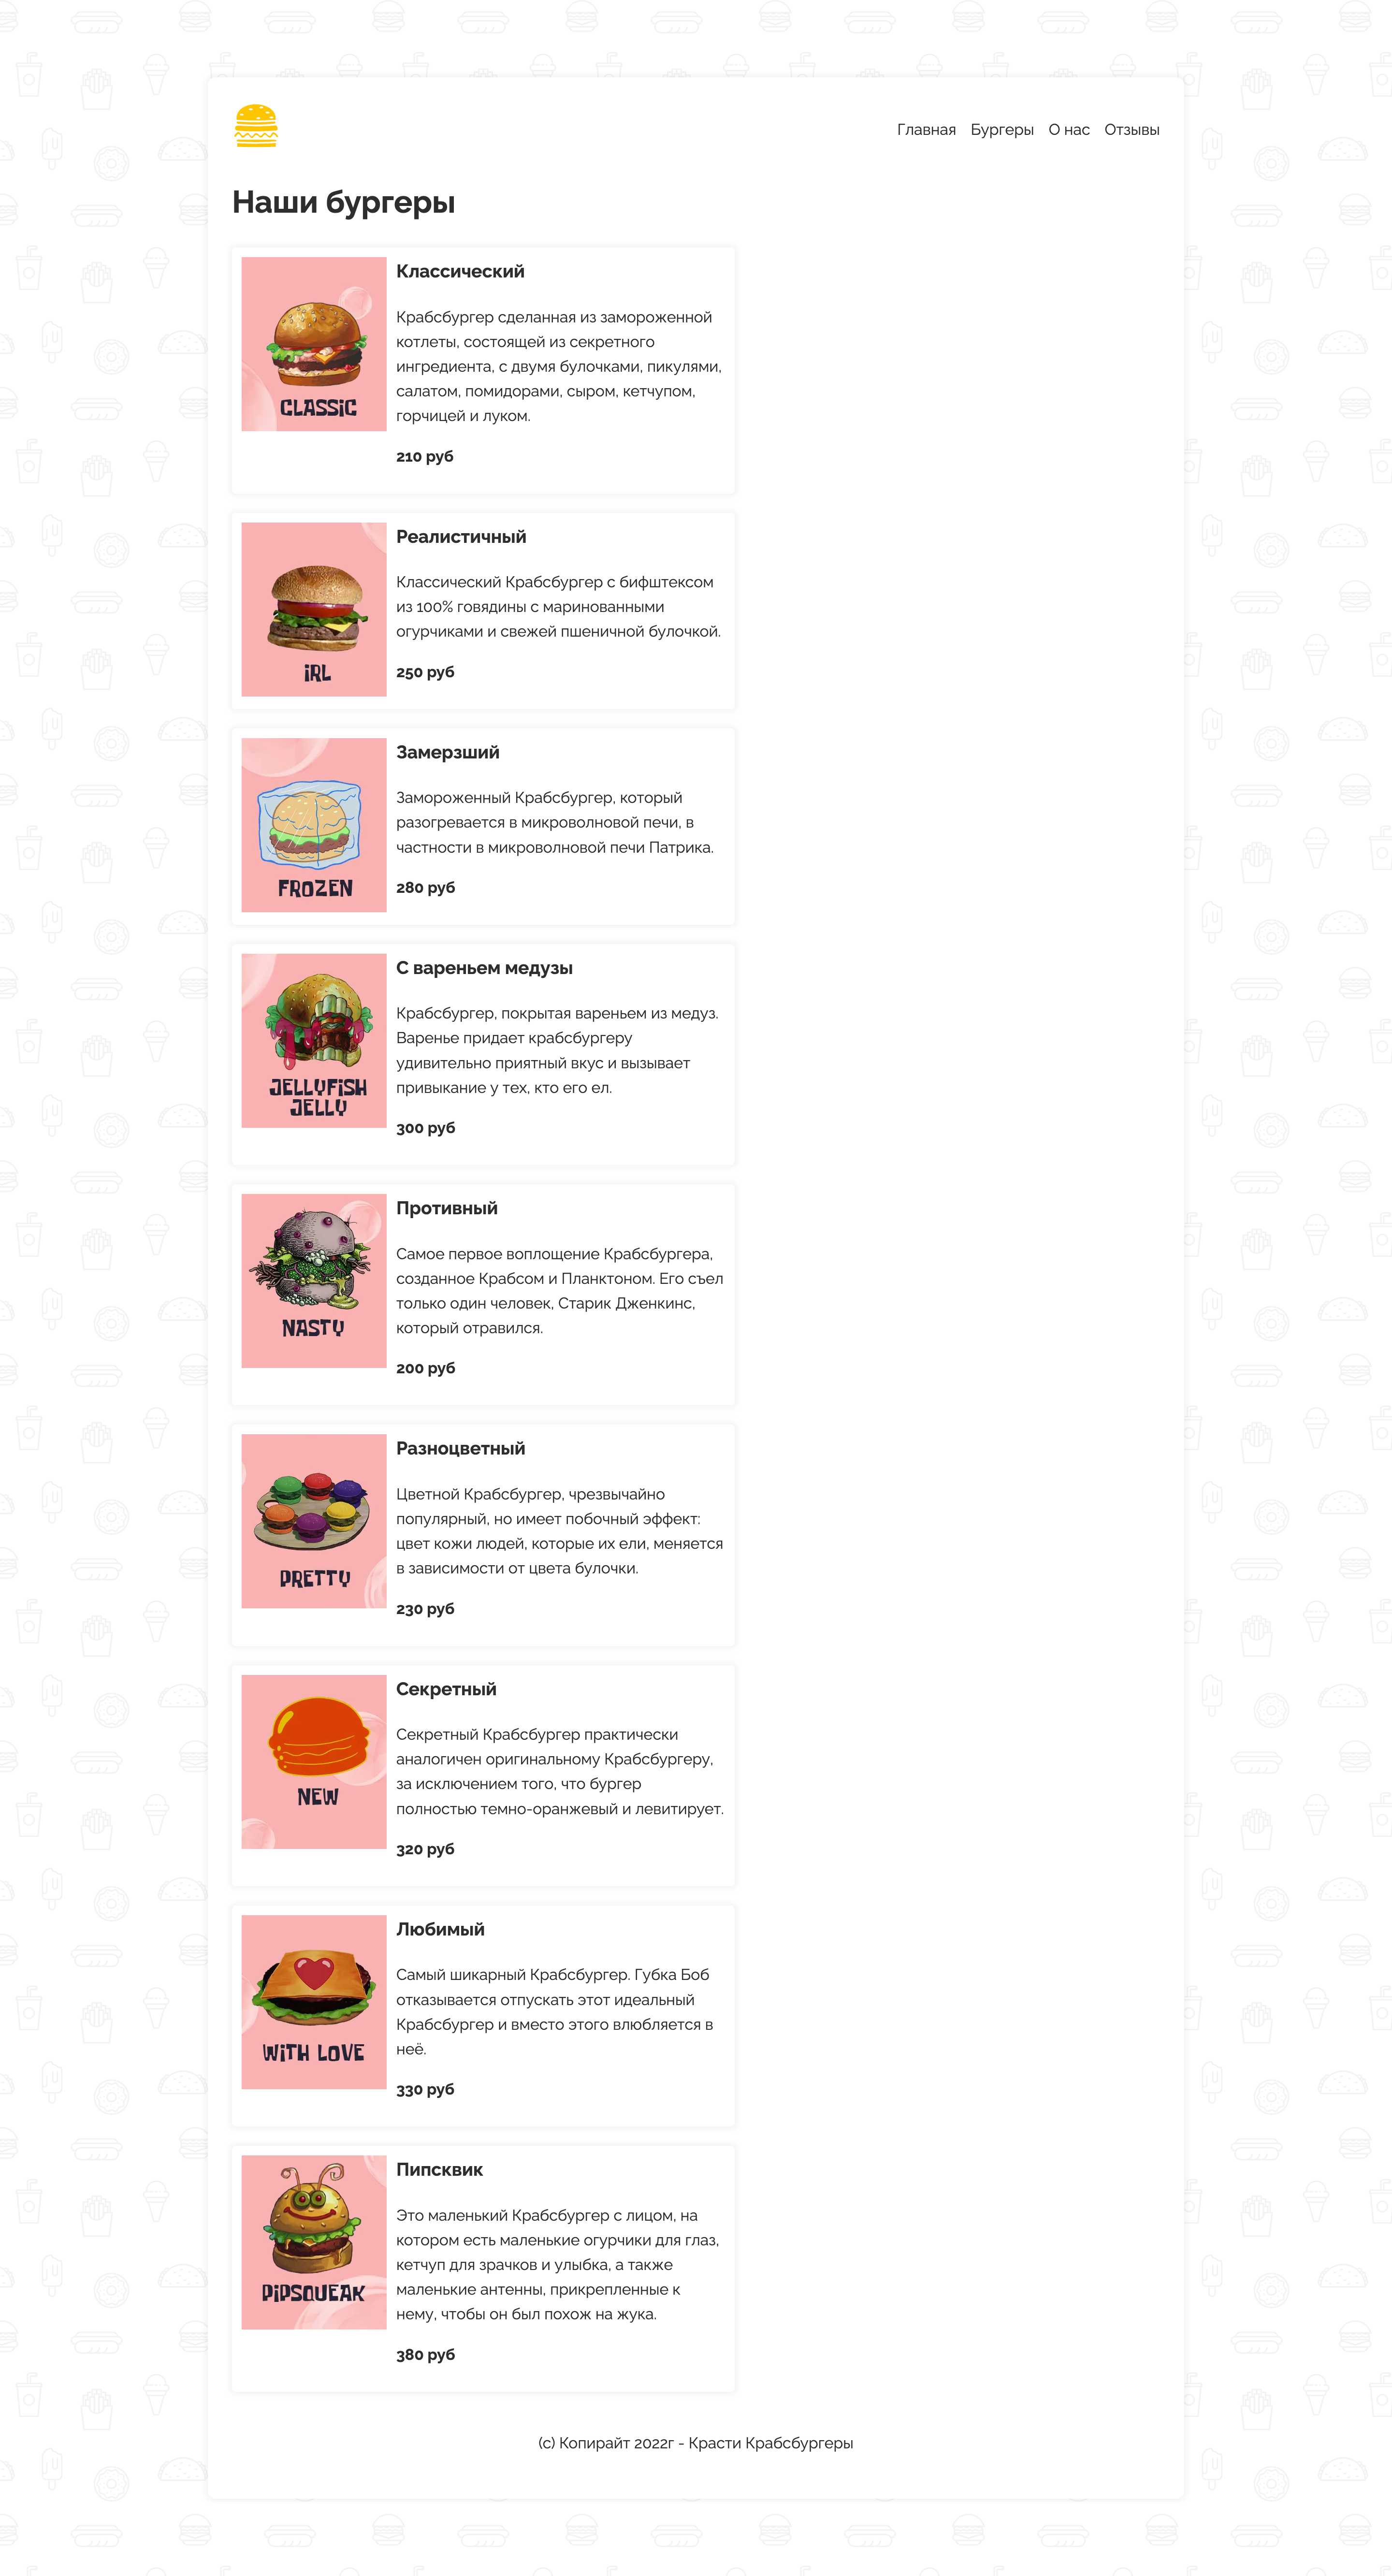 Главная Бургеры О нас Отзывы
Наши бургеры
CLASSIC
Классический
Крабсбургер сделанная из замороженной
котлеты, состоящей из секретного
ингредиента, с двумя булочками, пикулями,
салатом, помидорами, сыром, кетчупом,
горчицей и луком.
210 руб
IRL
Реалистичный
Классический Крабсбургер с бифштексом
из 100% говядины с маринованными
огурчиками и свежей пшеничной булочкой.
250 руб
FROZEN
Замерзший
Замороженный Крабсбургер, который
разогревается в микроволновой печи, в
частности в микроволновой печи Патрика.
280 руб
JELLYFISH
JELLY
С вареньем медузы
Крабсбургер, покрытая вареньем из медуз.
Варенье придает крабсбургеру
удивительно приятный вкус и вызывает
привыкание у тех, кто его ел.
300 руб
NASTY
Противный
Самое первое воплощение Крабсбургера,
созданное Крабсом и Планктоном. Его съел
только один человек, Старик Дженкинс,
который отравился.
200 руб
PRETTY
Разноцветный
Цветной Крабсбургер, чрезвычайно
популярный, но имеет побочный эффект:
цвет кожи людей, которые их ели, меняется
в зависимости от цвета булочки.
230 руб
NEW
Секретный
Секретный Крабсбургер практически
аналогичен оригинальному Крабсбургеру,
за исключением того, что бургер
полностью темно-оранжевый и левитирует.
320 руб
WITH LOVE
Любимый
Самый шикарный Крабсбургер. Губка Боб
отказывается отпускать этот идеальный
Крабсбургер и вместо этого влюбляется в
неё.
330 руб
PIPSQUEAK
Пипсквик
Это маленький Крабсбургер с лицом, на
котором есть маленькие огурчики для глаз,
кетчуп для зрачков и улыбка, а также
маленькие антенны, прикрепленные к
нему, чтобы он был похож на жука.
380 руб
(c) Копирайт 2022г - Красти Крабсбургеры